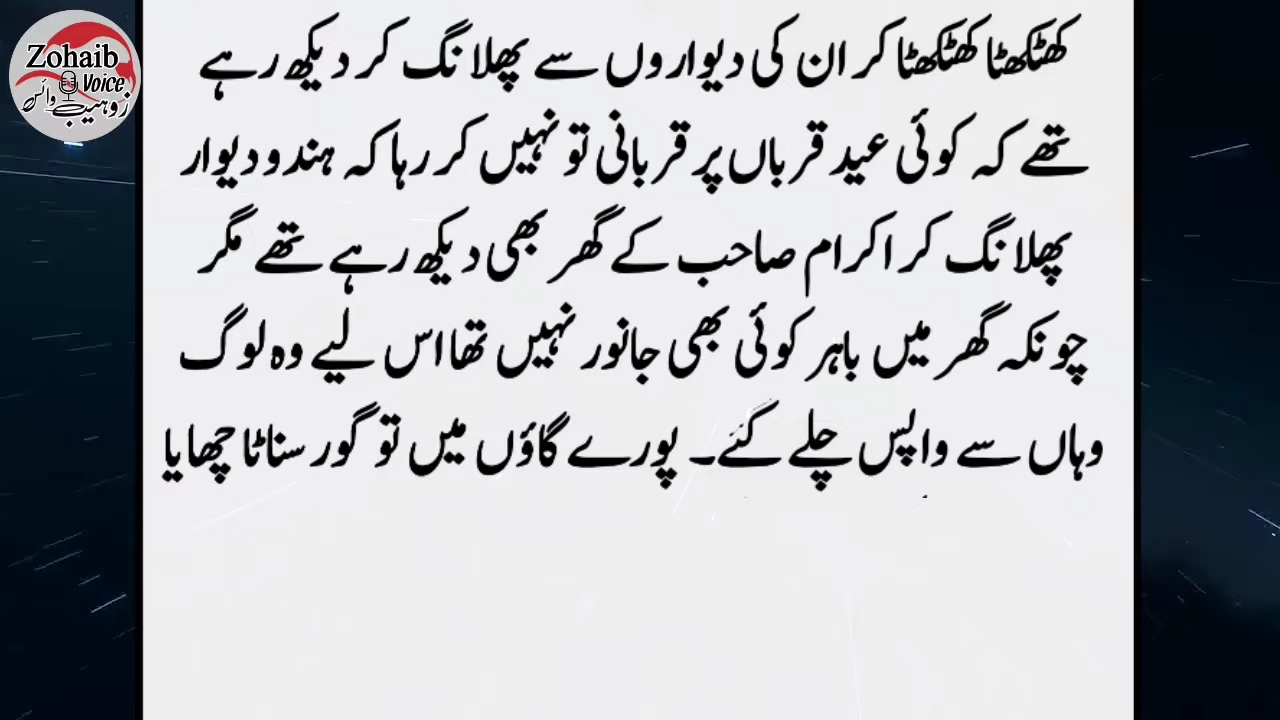 Zohaib
Voice
زوہیب وائس
کھٹکھٹا کھٹکھٹا کر ان کی دیواروں سے پھلانگ کر دیکھ رہے
تھے کہ کوئی عید قرباں پر قربانی تو نہیں کر رہا کہ ہندو دیوار
پھلانگ کر اکرام صاحب کے گھر بھی دیکھ رہے تھے مگر
چونکہ گھر میں باہر کوئی بھی جانور نہیں تھا اس لیے وہ لوگ
وہاں سے واپس چلے گئے۔ پورے گاؤں میں تو گور سناٹا چھایا